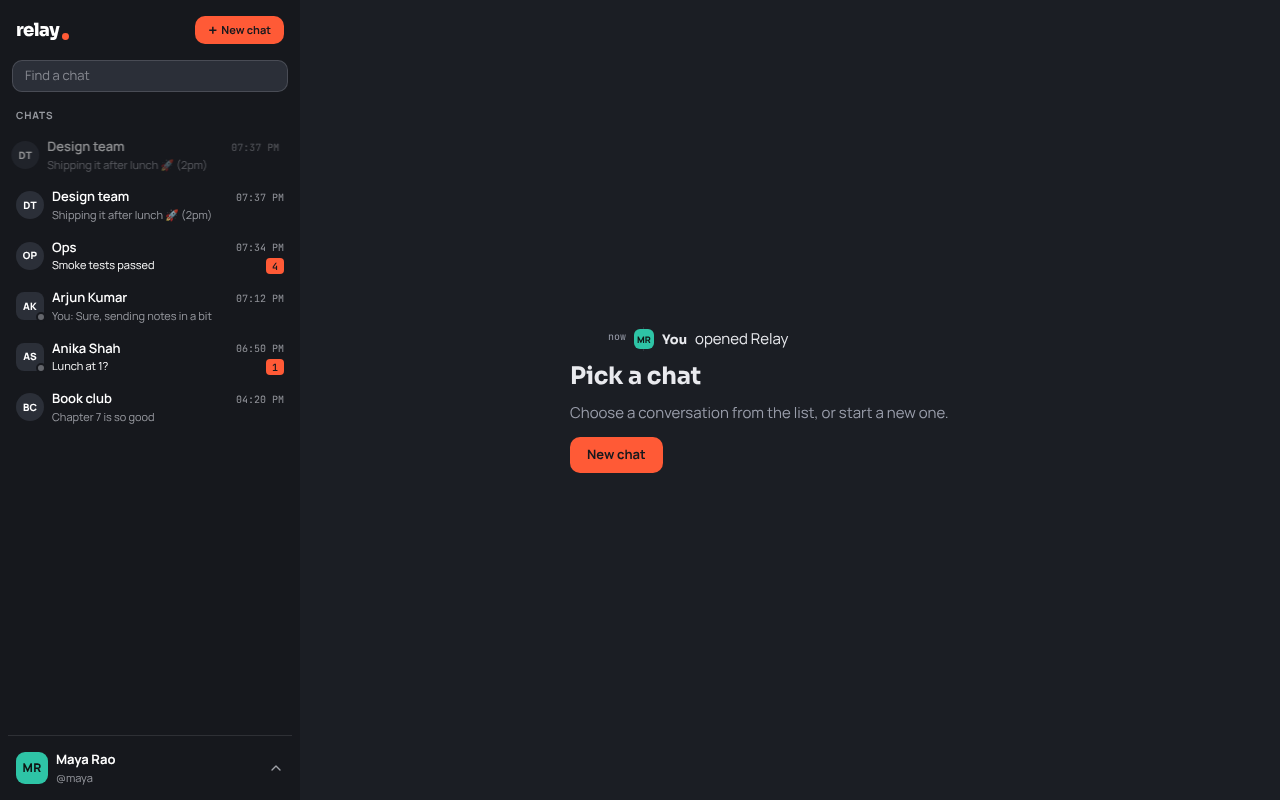 relay.
+ New chat
Find a chat
CHATS
DT Design team 07:37 PM
Shipping it after lunch 🚀 (2pm)
DT Design team 07:37 PM
Shipping it after lunch 🚀 (2pm)
OP Ops 07:34 PM
Smoke tests passed 4
AK Arjun Kumar 07:12 PM
You: Sure, sending notes in a bit
AS Anika Shah 06:50 PM
Lunch at 1? 1
BC Book club 04:20 PM
Chapter 7 is so good
now MR You opened Relay
Pick a chat
Choose a conversation from the list, or start a new one.
New chat
MR Maya Rao
@maya